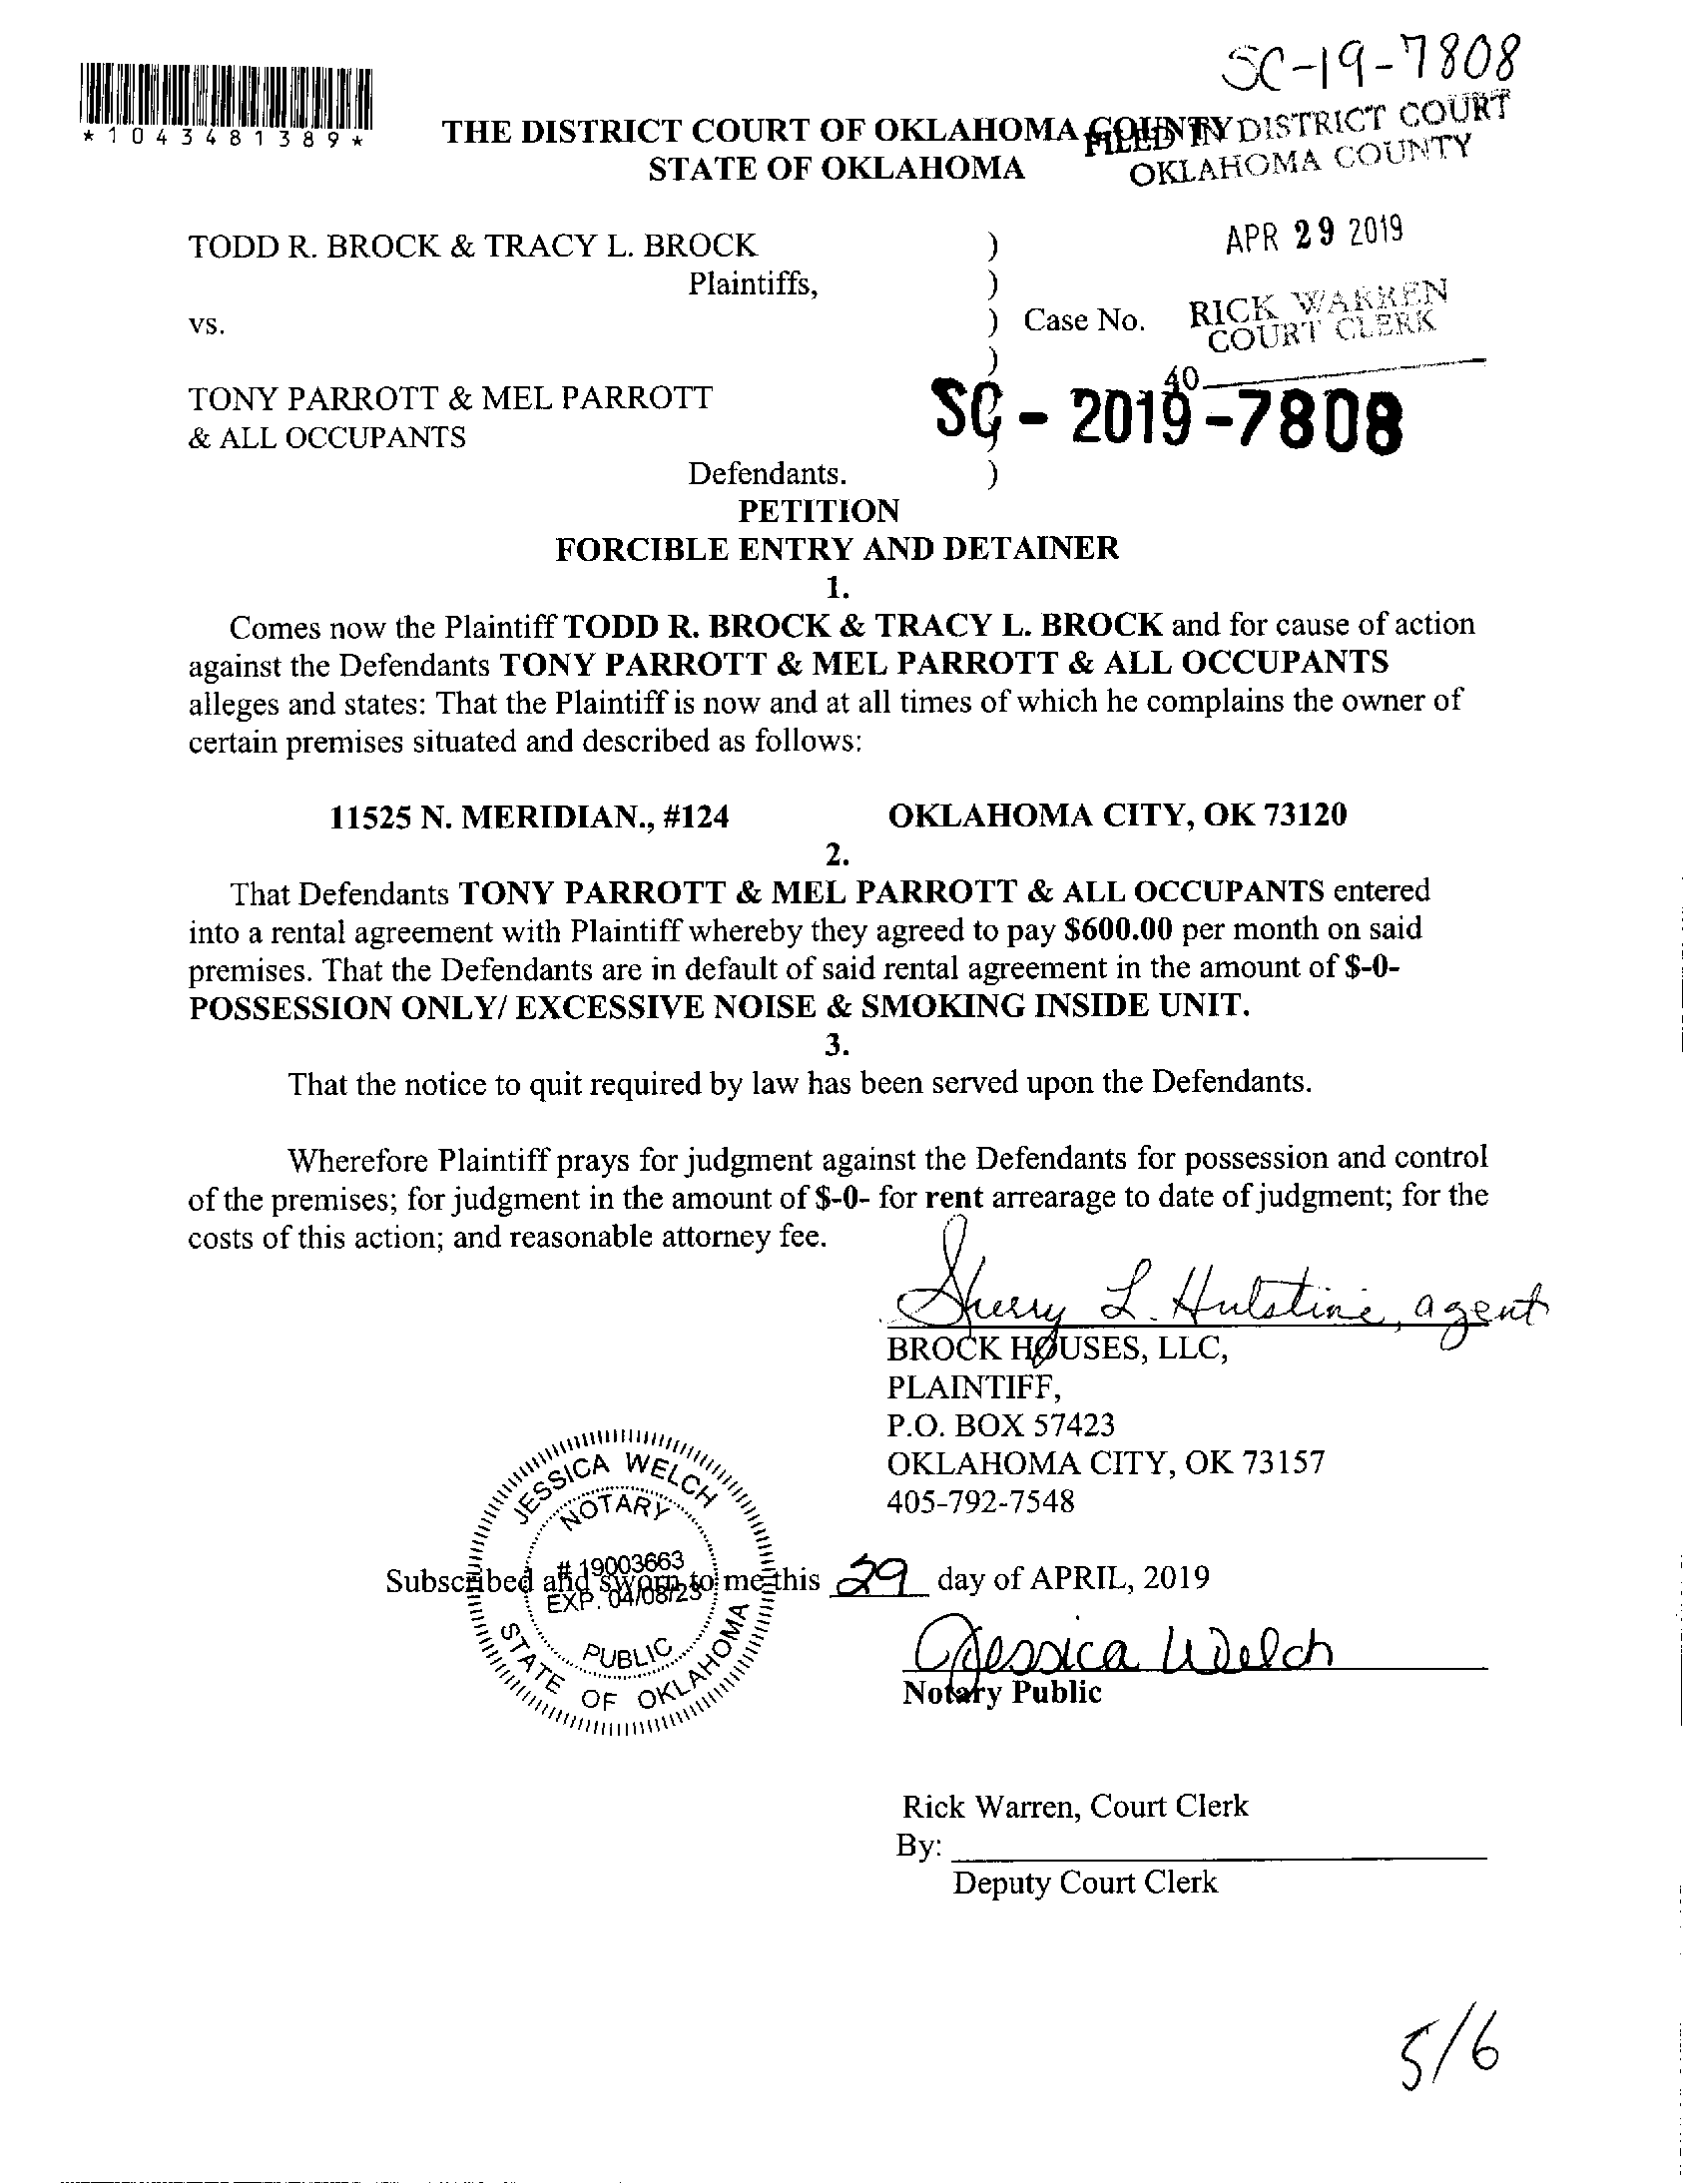 SC-19-7808
*1043481389*
THE DISTRICT COURT OF OKLAHOMA COUNTY
STATE OF OKLAHOMA
FILED IN DISTRICT COURT
OKLAHOMA COUNTY
APR 29 2019
RICK WARREN
COURT CLERK
40
TODD R. BROCK & TRACY L. BROCK )
Plaintiffs, )
vs. ) Case No.
)
TONY PARROTT & MEL PARROTT
SC - 2019 -7808
& ALL OCCUPANTS )
Defendants. )
PETITION
FORCIBLE ENTRY AND DETAINER
1.
Comes now the Plaintiff TODD R. BROCK & TRACY L. BROCK and for cause of action
against the Defendants TONY PARROTT & MEL PARROTT & ALL OCCUPANTS
alleges and states: That the Plaintiff is now and at all times of which he complains the owner of
certain premises situated and described as follows:
11525 N. MERIDIAN., #124 OKLAHOMA CITY, OK 73120
2.
That Defendants TONY PARROTT & MEL PARROTT & ALL OCCUPANTS entered
into a rental agreement with Plaintiff whereby they agreed to pay $600.00 per month on said
premises. That the Defendants are in default of said rental agreement in the amount of $-0-
POSSESSION ONLY/ EXCESSIVE NOISE & SMOKING INSIDE UNIT.
3.
That the notice to quit required by law has been served upon the Defendants.
Wherefore Plaintiff prays for judgment against the Defendants for possession and control
of the premises; for judgment in the amount of $-0- for rent arrearage to date of judgment; for the
costs of this action; and reasonable attorney fee.
Sherry L. Hulstine, agent
BROCK HOUSES, LLC,
PLAINTIFF,
P.O. BOX 57423
OKLAHOMA CITY, OK 73157
405-792-7548
JESSICA WELCH
NOTARY
# 19003663
EXP. 04/08/23
PUBLIC
STATE OF OKLAHOMA
Subscribed and sworn to me this 29 day of APRIL, 2019
Jessica Welch
Notary Public
Rick Warren, Court Clerk
By:
Deputy Court Clerk
5/6